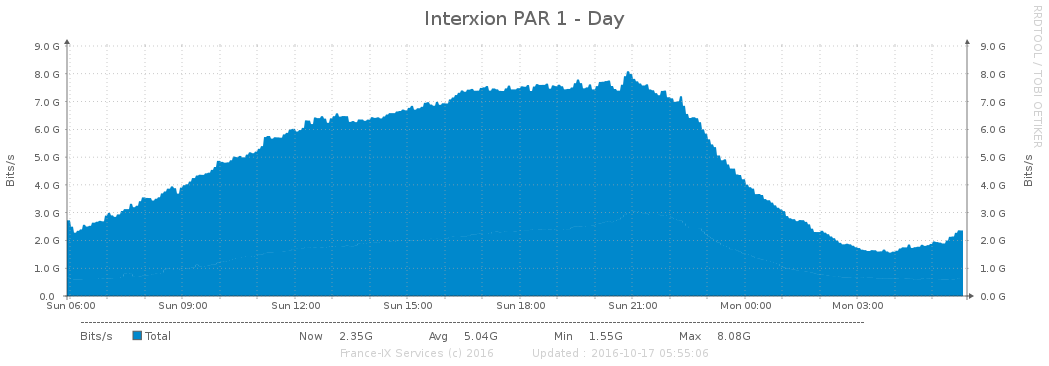 Interxion PAR 1 - Day
RRDTOOL / TOBI OETIKER
Bits/s
9.0 G
8.0 G
7.0 G
6.0 G
5.0 G
4.0 G
3.0 G
2.0 G
1.0 G
0.0
9.0 G
8.0 G
7.0 G
6.0 G
5.0 G
4.0 G
3.0 G
2.0 G
1.0 G
0.0 G
Bits/s
Sun 06:00 Sun 09:00 Sun 12:00 Sun 15:00 Sun 18:00 Sun 21:00 Mon 00:00 Mon 03:00
Bits/s Total Now 2.35G Avg 5.04G Min 1.55G Max 8.08G
France-IX Services (c) 2016 Updated : 2016-10-17 05:55:06